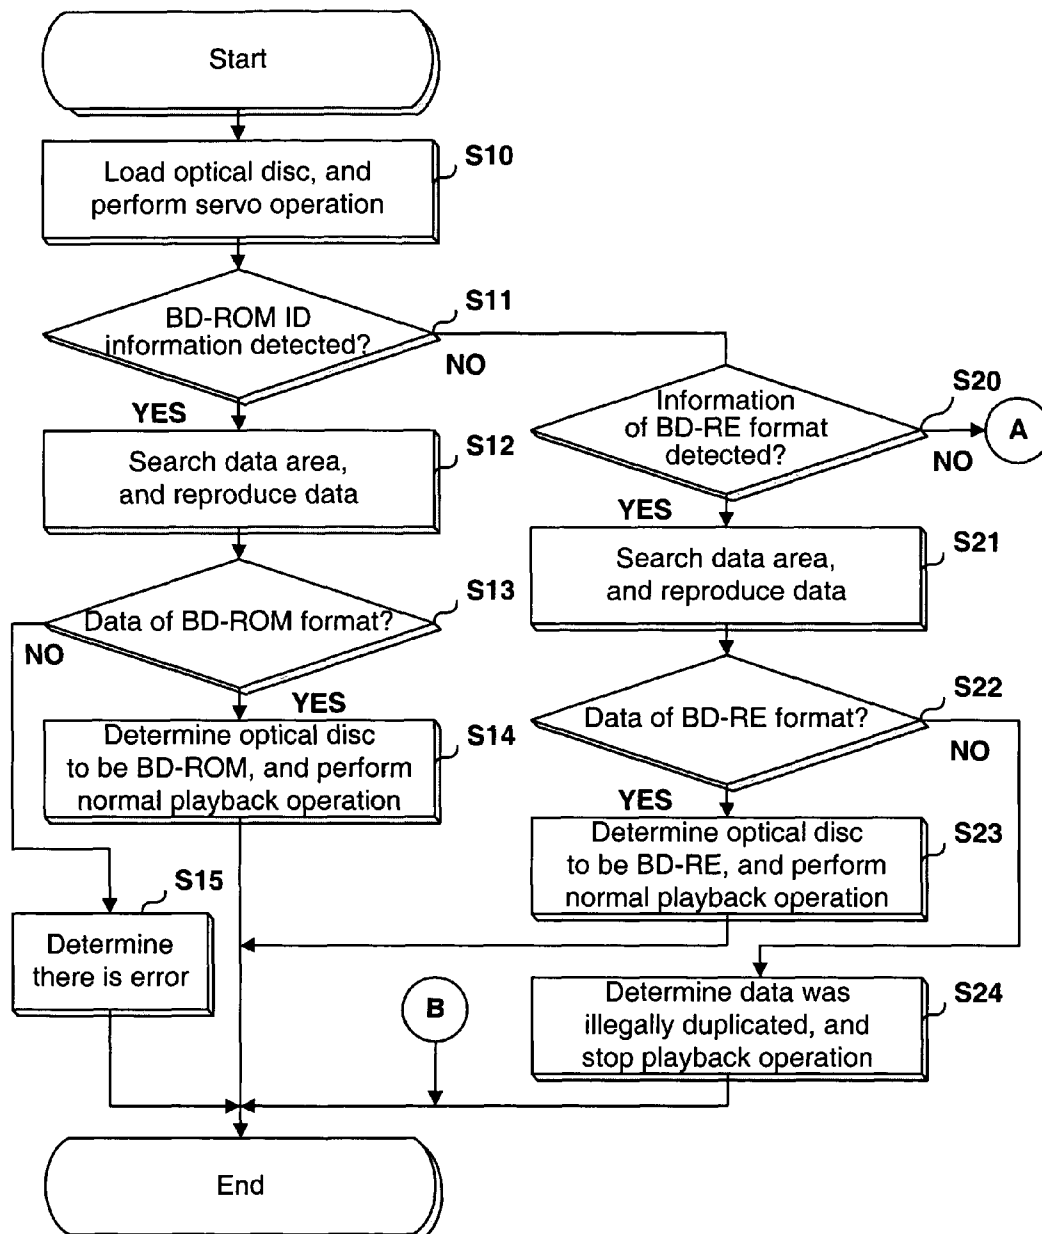 Start
S10
Load optical disc, and
perform servo operation
S11
BD-ROM ID
information detected?
NO
YES
S12
Search data area,
and reproduce data
S13
Data of BD-ROM format?
NO
YES
S14
Determine optical disc
to be BD-ROM, and perform
normal playback operation
S15
Determine
there is error
S20
Information
of BD-RE format
detected?
A
NO
YES
S21
Search data area,
and reproduce data
S22
Data of BD-RE format?
NO
YES
S23
Determine optical disc
to be BD-RE, and perform
normal playback operation
S24
Determine data was
illegally duplicated, and
stop playback operation
B
End